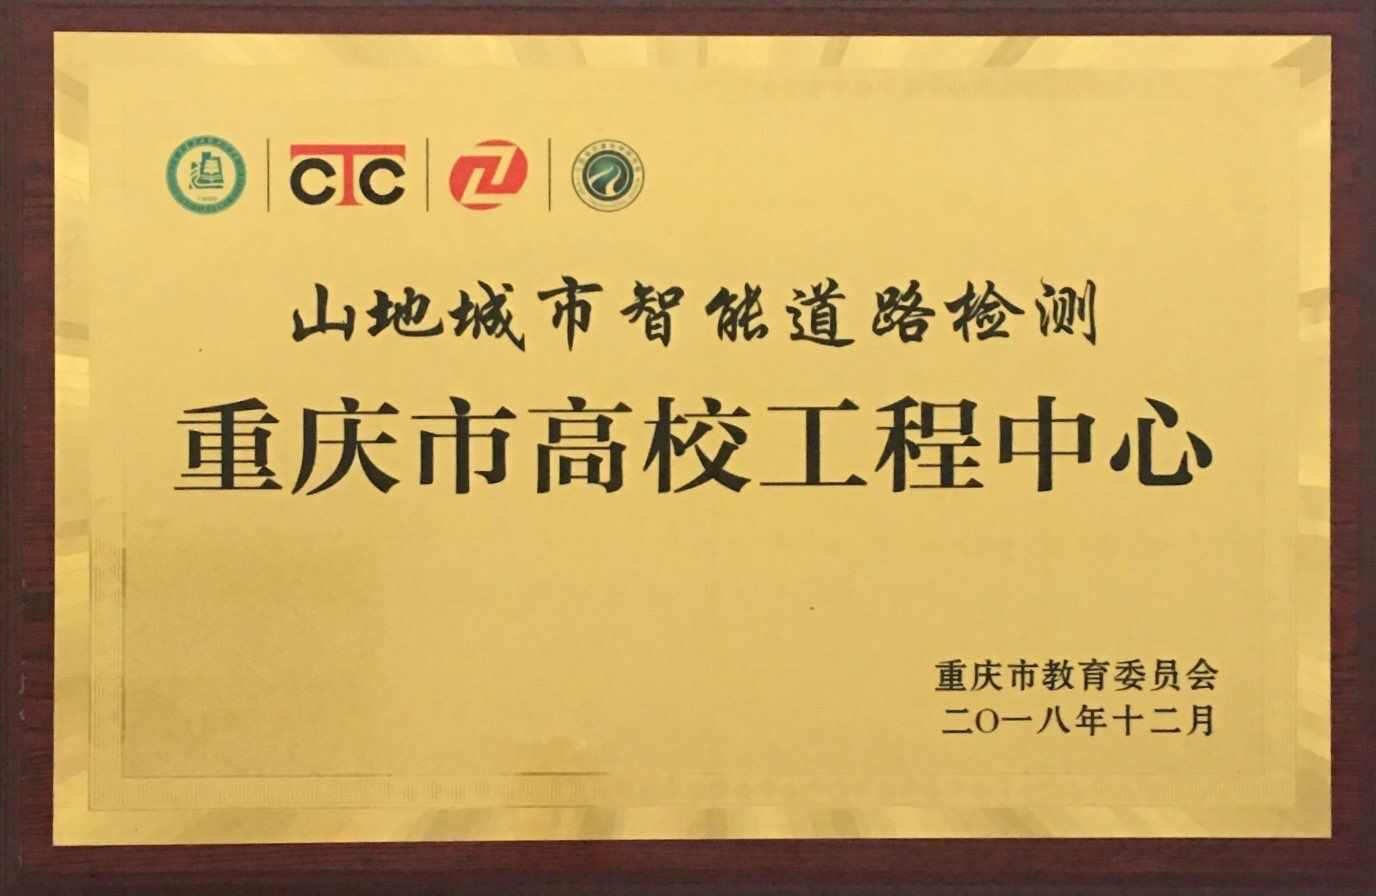 CTC
山地城市智能道路检测
重庆市高校工程中心
重庆市教育委员会
二〇一八年十二月